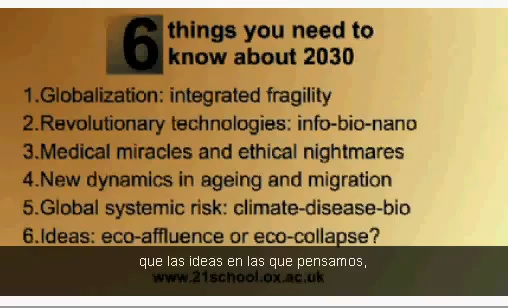 6 things you need to
know about 2030
1.Globalization: integrated fragility
2.Revolutionary technologies: info-bio-nano
3.Medical miracles and ethical nightmares
4.New dynamics in ageing and migration
5.Global systemic risk: climate-disease-bio
6.Ideas: eco-affluence or eco-collapse?
que las ideas en las que pensamos,
www.21school.ox.ac.uk